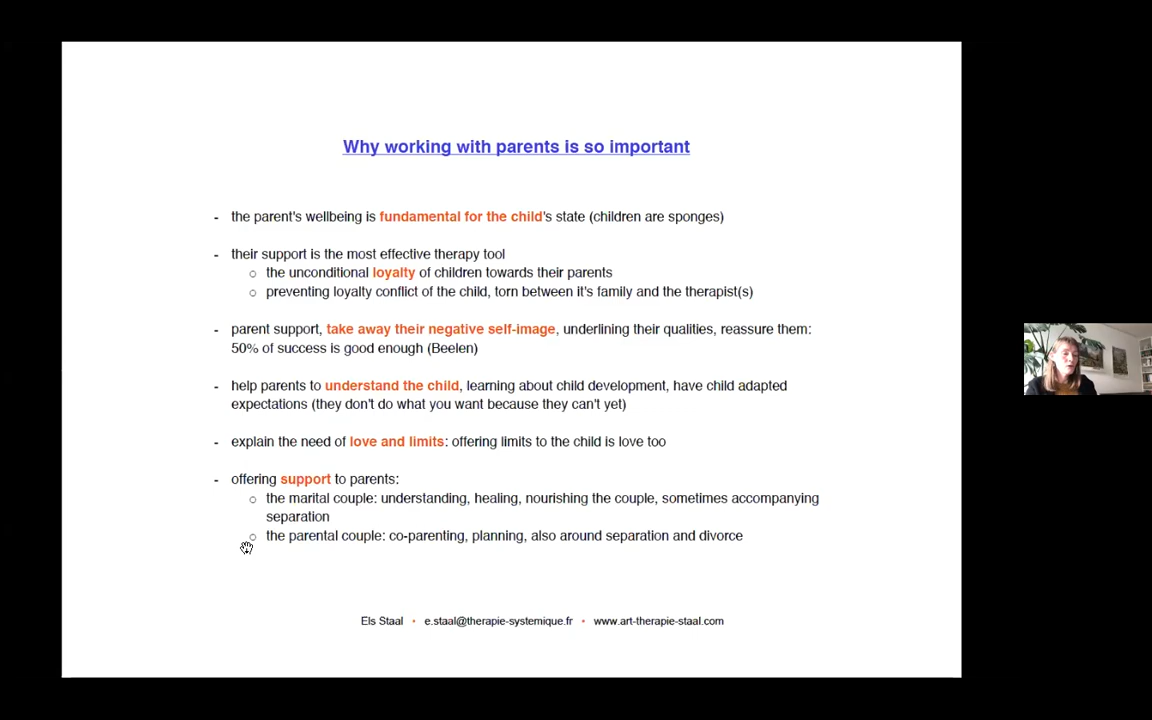 Why working with parents is so important
- the parent's wellbeing is fundamental for the child's state (children are sponges)
- their support is the most effective therapy tool
○ the unconditional loyalty of children towards their parents
○ preventing loyalty conflict of the child, torn between it's family and the therapist(s)
- parent support, take away their negative self-image, underlining their qualities, reassure them:
50% of success is good enough (Beelen)
- help parents to understand the child, learning about child development, have child adapted
expectations (they don't do what you want because they can't yet)
- explain the need of love and limits: offering limits to the child is love too
- offering support to parents:
○ the marital couple: understanding, healing, nourishing the couple, sometimes accompanying
separation
○ the parental couple: co-parenting, planning, also around separation and divorce
Els Staal • e.staal@therapie-systemique.fr • www.art-therapie-staal.com